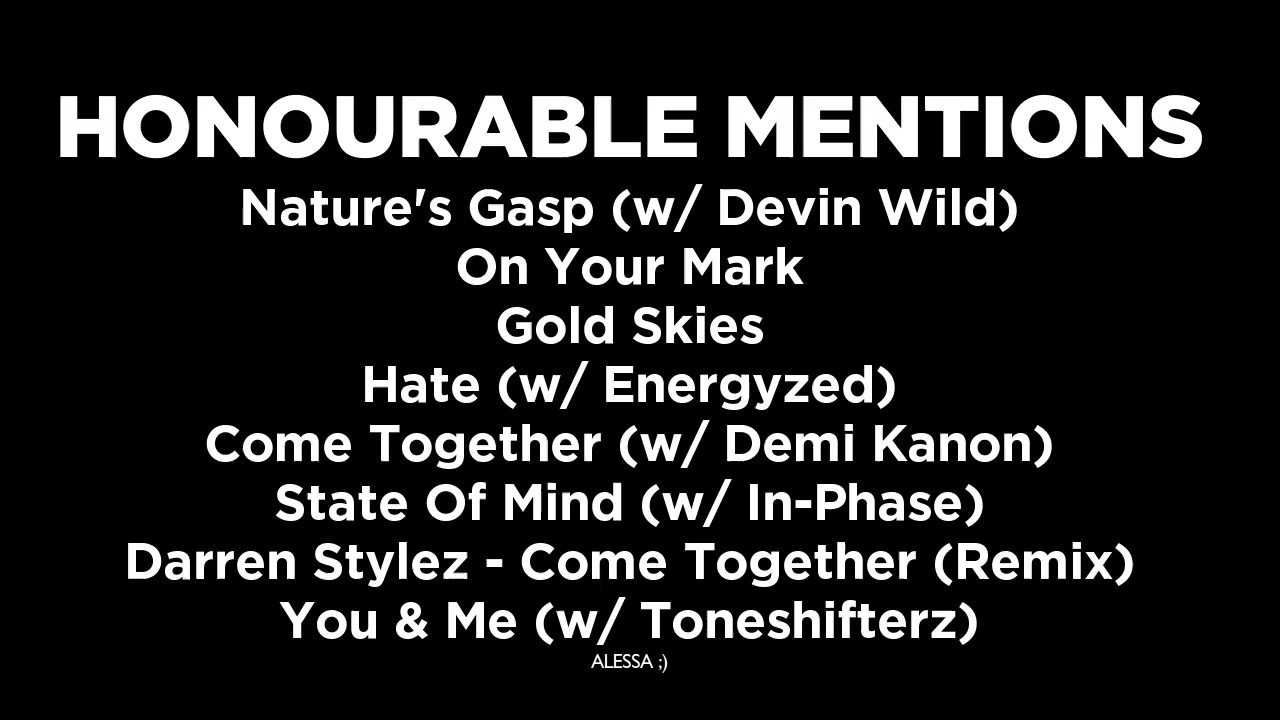 HONOURABLE MENTIONS
Nature's Gasp (w/ Devin Wild)
On Your Mark
Gold Skies
Hate (w/ Energyzed)
Come Together (w/ Demi Kanon)
State Of Mind (w/ In-Phase)
Darren Stylez - Come Together (Remix)
You & Me (w/ Toneshifterz)
ALESSA ;)